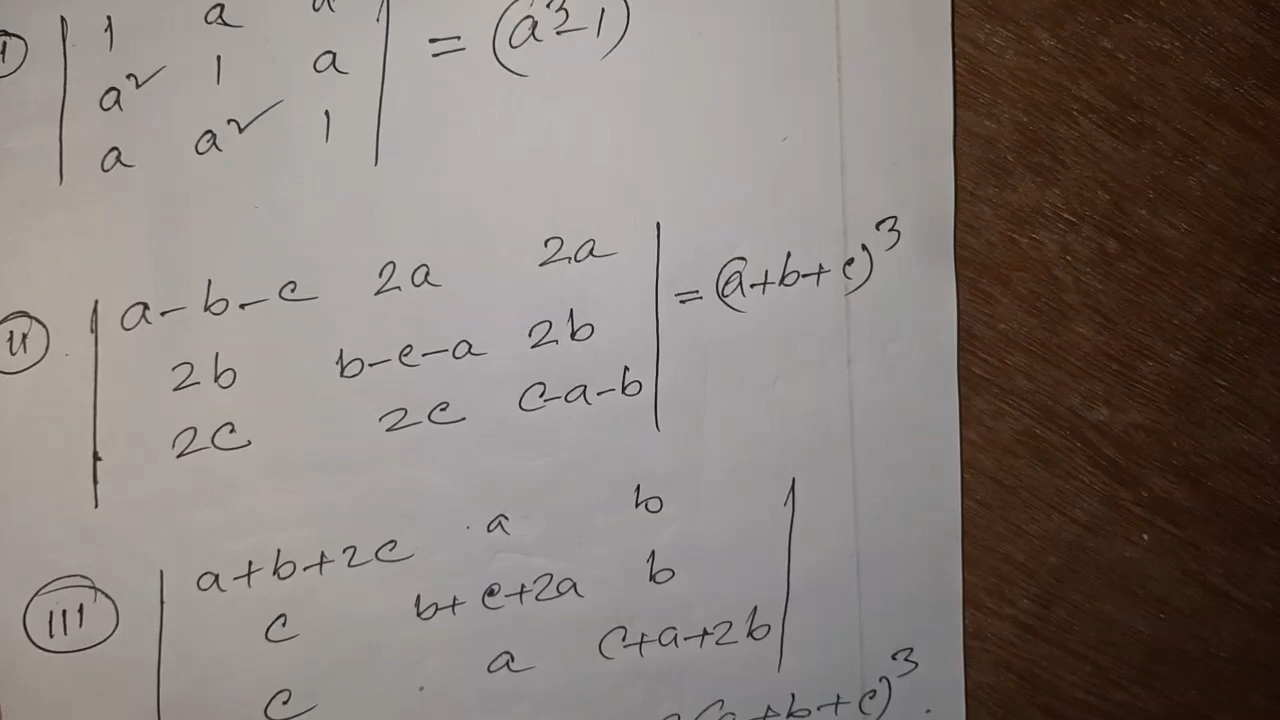 I | 1 a
a² 1 a | = (a³-1)
a a² 1 |
II | a-b-c 2a 2a | = (a+b+c)³
2b b-c-a 2b
2c 2c c-a-b
III | a+b+2c a b |
c b+c+2a b
c a c+a+2b
(a+b+c)³.